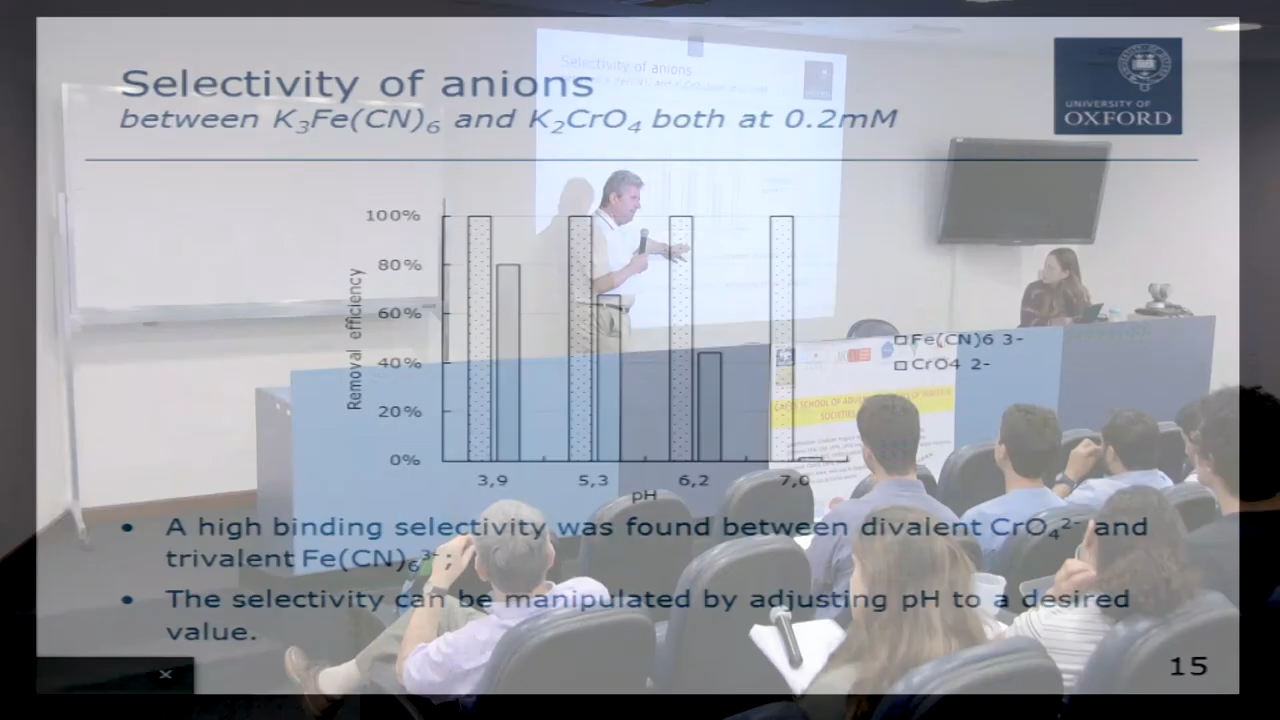 Selectivity of anions
between K₃Fe(CN)₆ and K₂CrO₄ both at 0.2mM
UNIVERSITY OF
OXFORD
Selectivity of anions
100%
80%
60%
40%
20%
0%
Removal efficiency
3,9
5,3
6,2
7,0
pH
Fe(CN)6 3-
CrO4 2-
• A high binding selectivity was found between divalent CrO₄²⁻ and
trivalent Fe(CN)₆³⁻;
• The selectivity can be manipulated by adjusting pH to a desired
value.
15